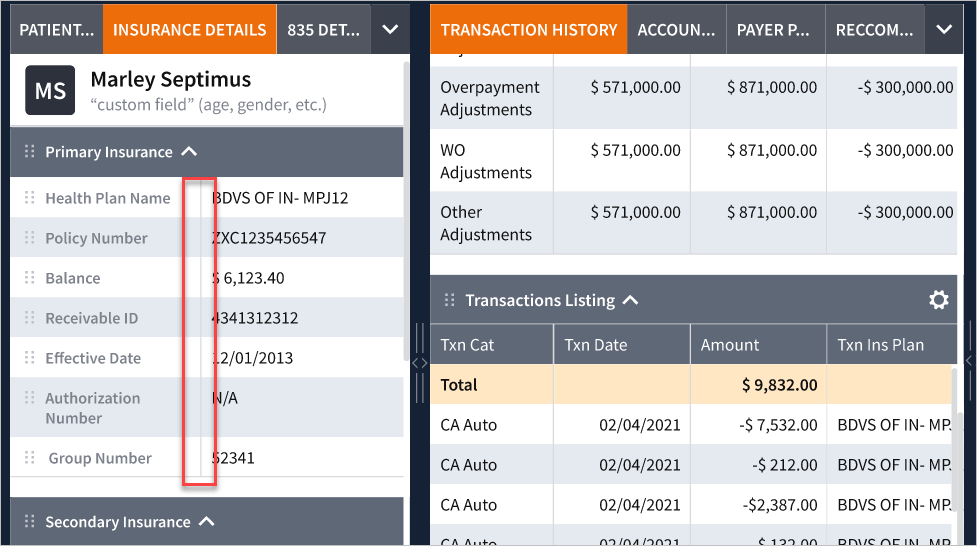 PATIENT...
INSURANCE DETAILS
835 DET...
MS
Marley Septimus
“custom field” (age, gender, etc.)
Primary Insurance
Health Plan Name BDVS OF IN- MPJ12
Policy Number ZXC1235456547
Balance $ 6,123.40
Receivable ID 4341312312
Effective Date 12/01/2013
Authorization N/A
Number
Group Number 52341
Secondary Insurance
TRANSACTION HISTORY
ACCOUN...
PAYER P...
RECCOM...
Overpayment $ 571,000.00 $ 871,000.00 -$ 300,000.00
Adjustments
WO $ 571,000.00 $ 871,000.00 -$ 300,000.00
Adjustments
Other $ 571,000.00 $ 871,000.00 -$ 300,000.00
Adjustments
Transactions Listing
Txn Cat Txn Date Amount Txn Ins Plan
Total $ 9,832.00
CA Auto 02/04/2021 -$ 7,532.00 BDVS OF IN- MP
CA Auto 02/04/2021 -$ 212.00 BDVS OF IN- MP
CA Auto 02/04/2021 -$2,387.00 BDVS OF IN- MP
CA Auto 02/04/2021 -$ 132.00 BDVS OF IN- MP